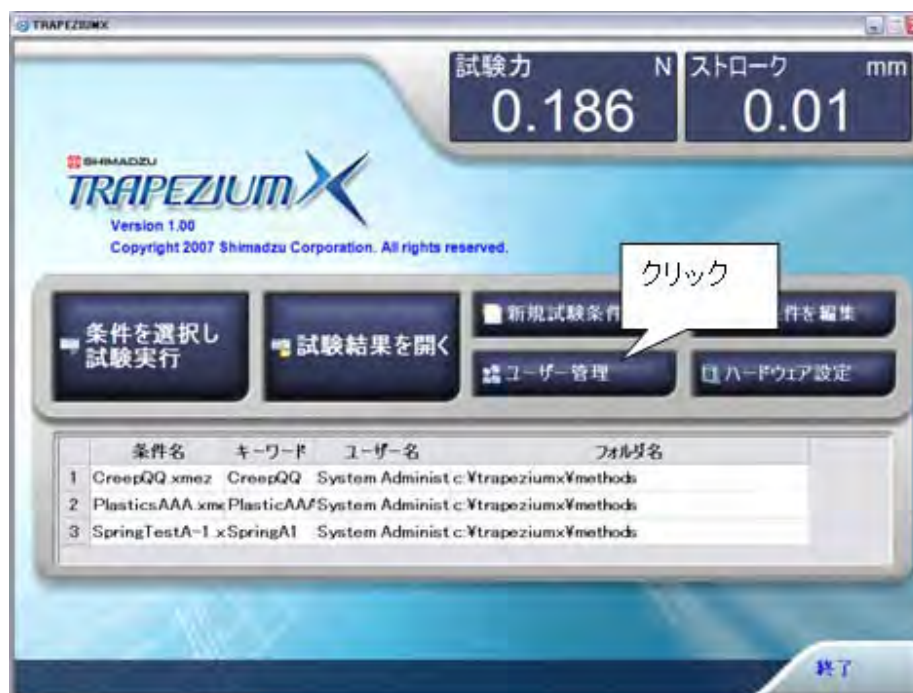 TRAPEZIUMX
試験力 N ストローク mm
0.186 0.01
SHIMADZU
TRAPEZIUM X
Version 1.00
Copyright 2007 Shimadzu Corporation. All rights reserved.
クリック
条件を選択し
試験実行
試験結果を開く
新規試験条件
件を編集
ユーザー管理
ハードウェア設定
条件名 キーワード ユーザー名 フォルダ名
1 CreepQQ.xmez CreepQQ System Administ c:¥trapeziumx¥methods
2 PlasticsAAA.xme PlasticAAA System Administ c:¥trapeziumx¥methods
3 SpringTestA-1.x SpringA1 System Administ c:¥trapeziumx¥methods
終了